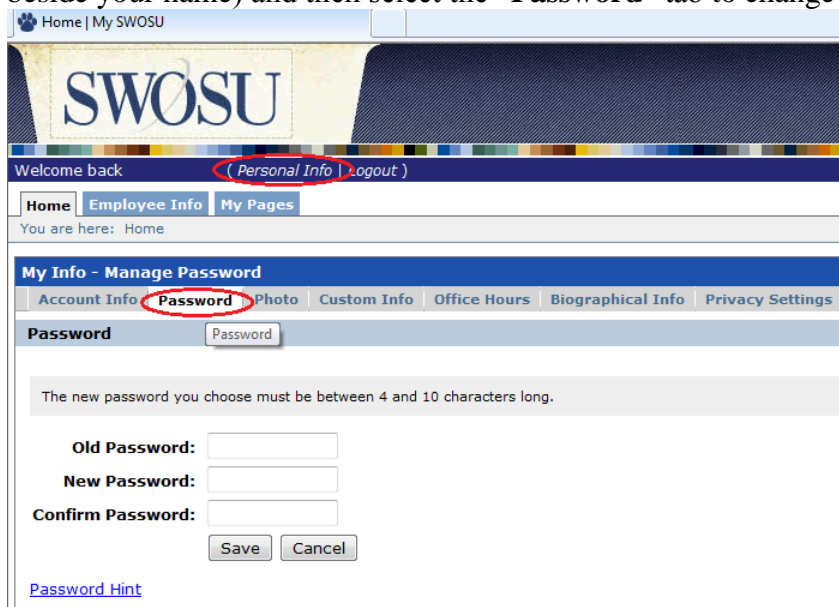 beside your name) and then select the "Password" tab to change
Home | My SWOSU
SWOSU
Welcome back ( Personal Info | Logout )
Home Employee Info My Pages
You are here: Home
My Info - Manage Password
Account Info Password Photo Custom Info Office Hours Biographical Info Privacy Settings
Password Password
The new password you choose must be between 4 and 10 characters long.
Old Password:
New Password:
Confirm Password:
Save Cancel
Password Hint